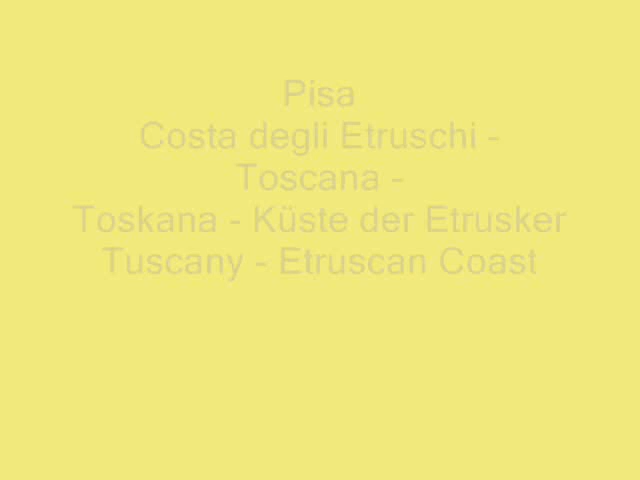 Pisa
Costa degli Etruschi -
Toscana -
Toskana - Küste der Etrusker
Tuscany - Etruscan Coast